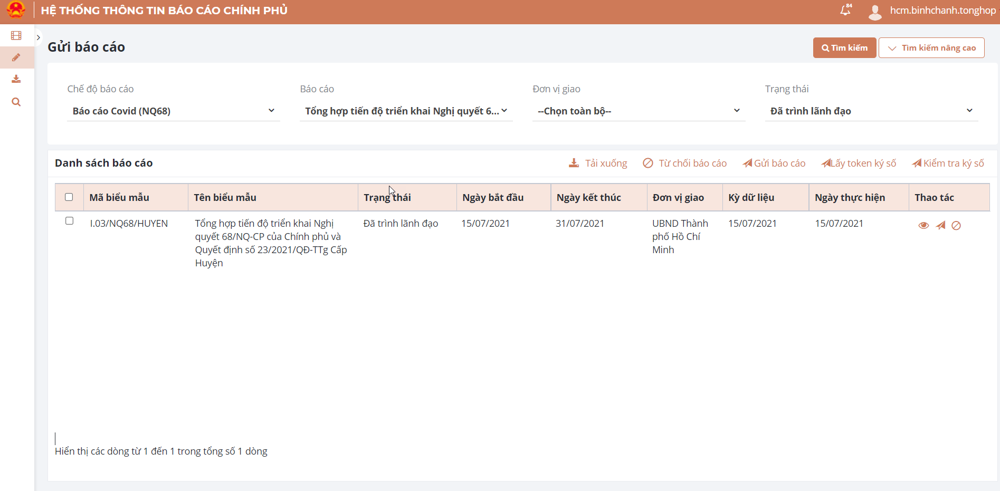 HỆ THỐNG THÔNG TIN BÁO CÁO CHÍNH PHỦ
84
hcm.binhchanh.tonghop
Gửi báo cáo
Tìm kiếm
Tìm kiếm nâng cao
Chế độ báo cáo
Báo cáo
Đơn vị giao
Trạng thái
Báo cáo Covid (NQ68)
Tổng hợp tiến độ triển khai Nghị quyết 6...
--Chọn toàn bộ--
Đã trình lãnh đạo
Danh sách báo cáo
Tải xuống
Từ chối báo cáo
Gửi báo cáo
Lấy token ký số
Kiểm tra ký số
Mã biểu mẫu
Tên biểu mẫu
Trạng thái
Ngày bắt đầu
Ngày kết thúc
Đơn vị giao
Kỳ dữ liệu
Ngày thực hiện
Thao tác
I.03/NQ68/HUYEN
Tổng hợp tiến độ triển khai Nghị
quyết 68/NQ-CP của Chính phủ và
Quyết định số 23/2021/QĐ-TTg Cấp
Huyện
Đã trình lãnh đạo
15/07/2021
31/07/2021
UBND Thành
phố Hồ Chí
Minh
15/07/2021
15/07/2021
Hiển thị các dòng từ 1 đến 1 trong tổng số 1 dòng